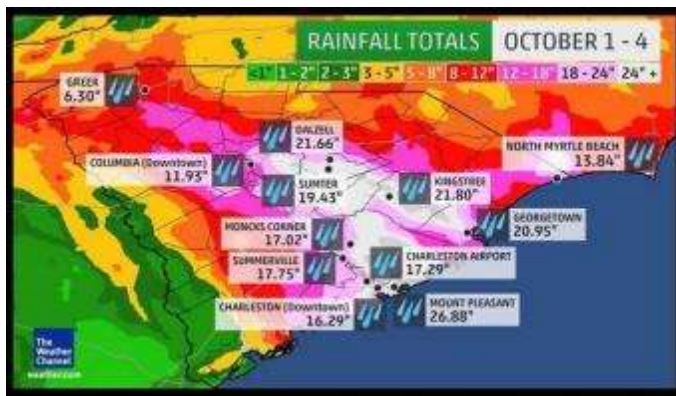 RAINFALL TOTALS OCTOBER 1 - 4
<1" 1 - 2" 2 - 3" 3 - 5" 5 - 8" 8 - 12" 12 - 18" 18 - 24" 24" +
GREER
6.30"
DALZELL
21.66"
NORTH MYRTLE BEACH
13.84"
COLUMBIA (Downtown)
11.93"
SUMTER
19.43"
KINGSTREE
21.80"
GEORGETOWN
20.95"
MONCKS CORNER
17.02"
SUMMERVILLE
17.75"
CHARLESTON AIRPORT
17.29"
CHARLESTON (Downtown)
16.29"
MOUNT PLEASANT
26.88"
The
Weather
Channel
weather.com